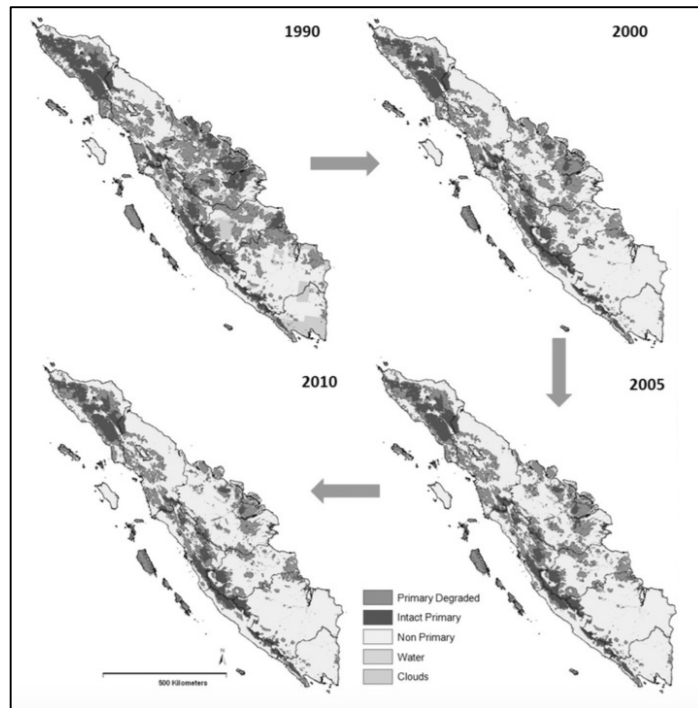 1990
2000
2010
2005
Primary Degraded
Intact Primary
Non Primary
Water
Clouds
N
500 Kilometers